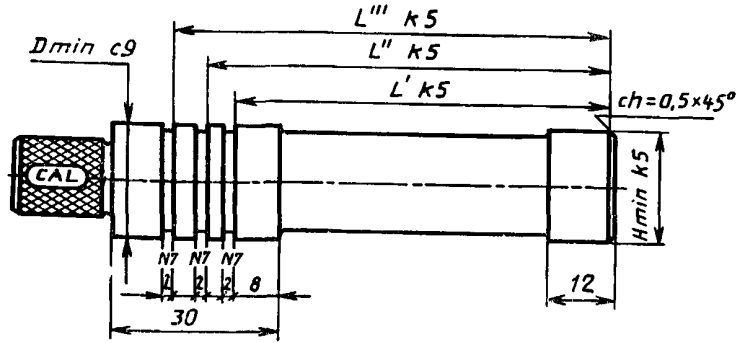 L''' k5
Dmin c9
L'' k5
L' k5
ch=0,5×45°
CAL
Hmin k5
N7 N7 N7
2 2 2 8
12
30